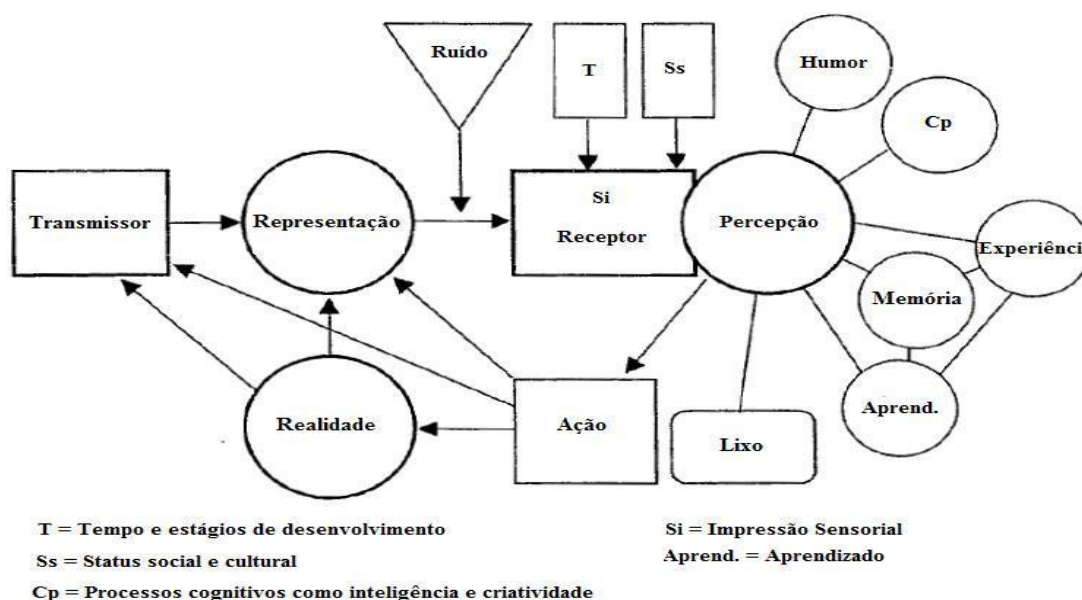 Ruído
T
Ss
Humor
Cp
Transmissor
Representação
Si
Receptor
Percepção
Experiênci
Memória
Realidade
Ação
Lixo
Aprend.
T = Tempo e estágios de desenvolvimento
Ss = Status social e cultural
Cp = Processos cognitivos como inteligência e criatividade
Si = Impressão Sensorial
Aprend. = Aprendizado